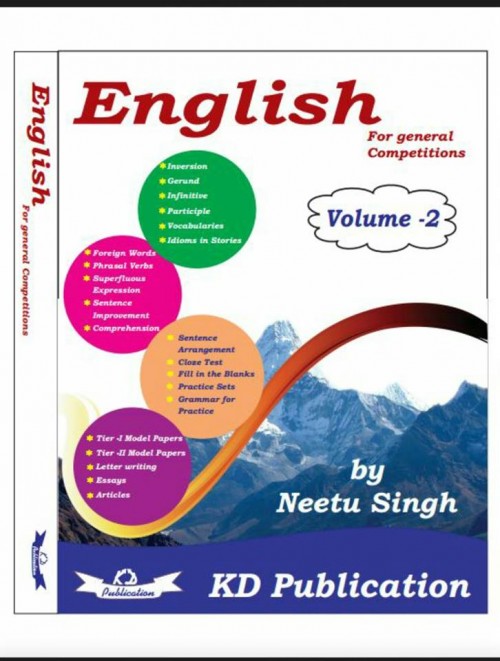 English
For general Competitions
English
For general
Competitions
Volume -2
Inversion
Gerund
Infinitive
Participle
Vocabularies
Idioms in Stories
Foreign Words
Phrasal Verbs
Superfluous
Expression
Sentence
Improvement
Comprehension
Sentence
Arrangement
Cloze Test
Fill in the Blanks
Practice Sets
Grammar for
Practice
Tier -I Model Papers
Tier -II Model Papers
Letter writing
Essays
Articles
by
Neetu Singh
Publication
Publication
KD Publication